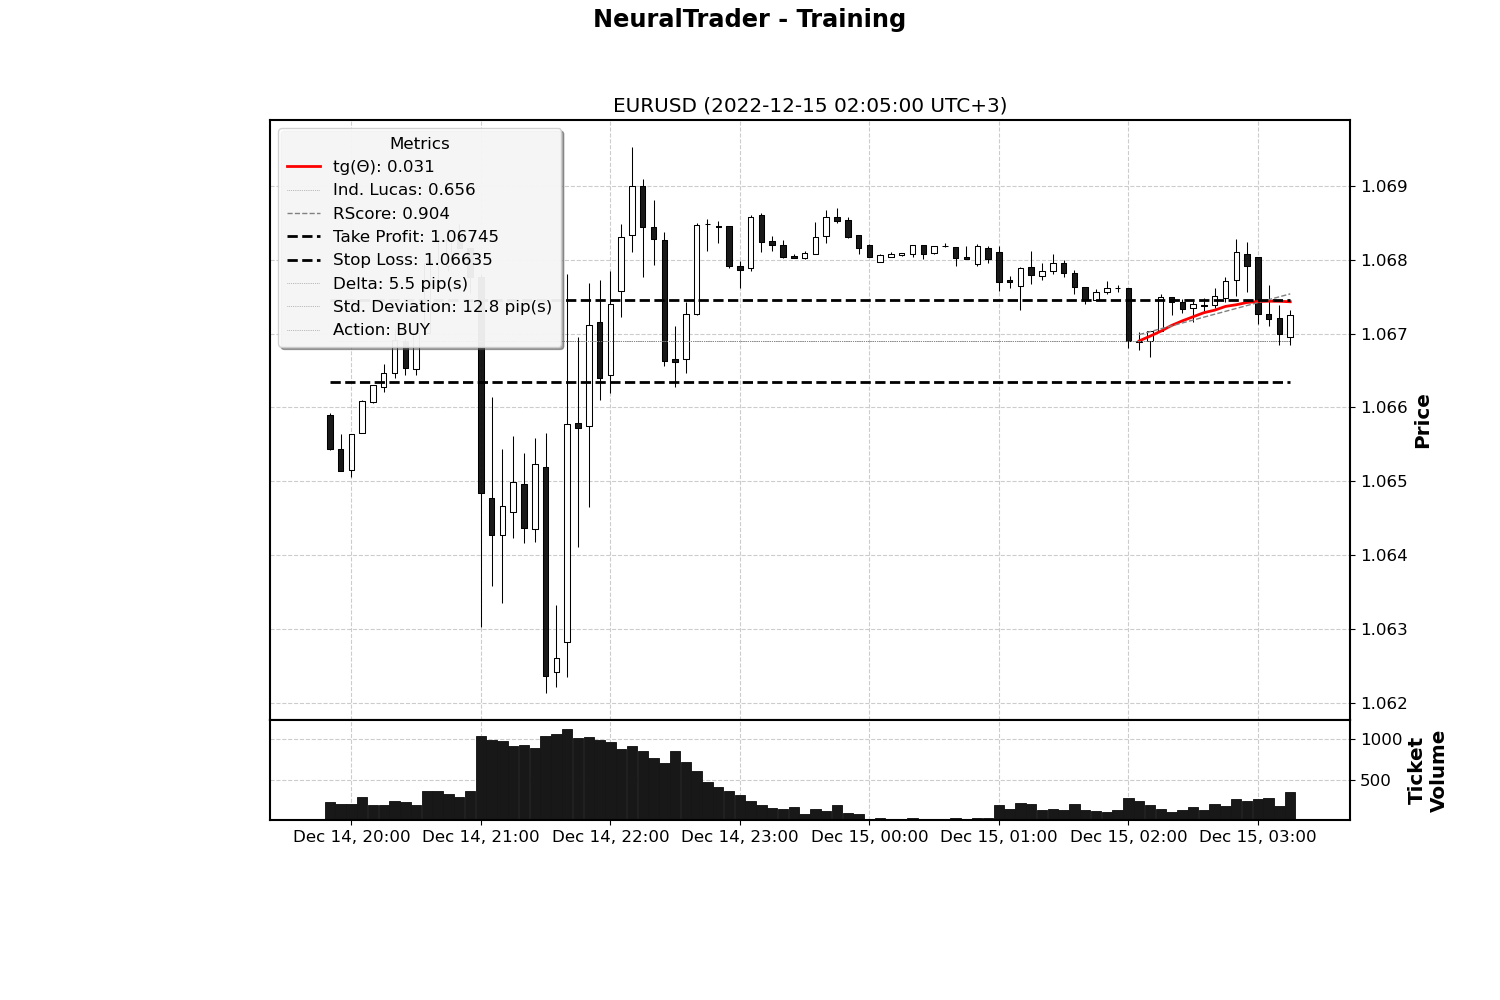 NeuralTrader - Training
EURUSD (2022-12-15 02:05:00 UTC+3)
Metrics
tg(Θ): 0.031
Ind. Lucas: 0.656
RScore: 0.904
Take Profit: 1.06745
Stop Loss: 1.06635
Delta: 5.5 pip(s)
Std. Deviation: 12.8 pip(s)
Action: BUY
1.069
1.068
1.067
1.066
1.065
1.064
1.063
1.062
Price
1000
500
Ticket
Volume
Dec 14, 20:00
Dec 14, 21:00
Dec 14, 22:00
Dec 14, 23:00
Dec 15, 00:00
Dec 15, 01:00
Dec 15, 02:00
Dec 15, 03:00